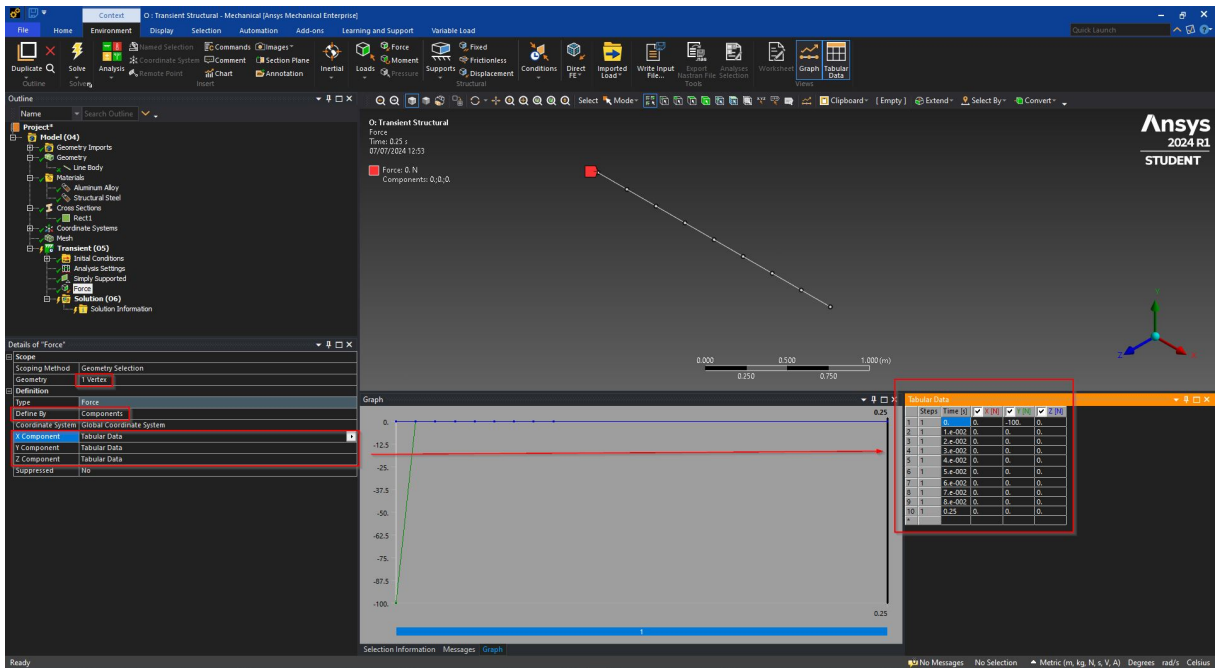 Context
O : Transient Structural - Mechanical [Ansys Mechanical Enterprise]
File Home Environment Display Selection Automation Add-ons Learning and Support Variable Load
Quick Launch
Duplicate
Outline
Solve
Solvers
Analysis
Named Selection
Coordinate System
Remote Point
Commands
Comment
Chart
Images
Section Plane
Annotation
Insert
Inertial
Loads
Force
Moment
Pressure
Supports
Fixed
Frictionless
Displacement
Structural
Conditions
Direct FE
Imported Load
Write Input File...
Export Nastran File
Analyses Selection
Tools
Worksheet
Graph
Tabular Data
Views
Outline
Name
Search Outline
Select
Mode
Clipboard
[ Empty ]
Extend
Select By
Convert
Project*
Model (O4)
Geometry Imports
Geometry
Line Body
Materials
Aluminum Alloy
Structural Steel
Cross Sections
Rect1
Coordinate Systems
Mesh
Transient (O5)
Initial Conditions
Analysis Settings
Simply Supported
Force
Solution (O6)
Solution Information
O: Transient Structural
Force
Time: 0.25 s
07/07/2024 12:53
Force: 0. N
Components: 0.;0.;0.
Ansys
2024 R1
STUDENT
Y
Z
X
0.000
0.500
1.000 (m)
0.250
0.750
Details of "Force"
Scope
Scoping Method Geometry Selection
Geometry 1 Vertex
Definition
Type Force
Define By Components
Coordinate System Global Coordinate System
X Component Tabular Data
Y Component Tabular Data
Z Component Tabular Data
Suppressed No
Graph
0.25
0.
-12.5
-25.
-37.5
-50.
-62.5
-75.
-87.5
-100.
0.25
1
Selection Information Messages Graph
Tabular Data
Steps Time [s] X [N] Y [N] Z [N]
1 1 0. 0. -100. 0.
2 1 1.e-002 0. 0. 0.
3 1 2.e-002 0. 0. 0.
4 1 3.e-002 0. 0. 0.
5 1 4.e-002 0. 0. 0.
6 1 5.e-002 0. 0. 0.
7 1 6.e-002 0. 0. 0.
8 1 7.e-002 0. 0. 0.
9 1 8.e-002 0. 0. 0.
10 1 0.25 0. 0. 0.
*
Ready
No Messages No Selection Metric (m, kg, N, s, V, A) Degrees rad/s Celsius